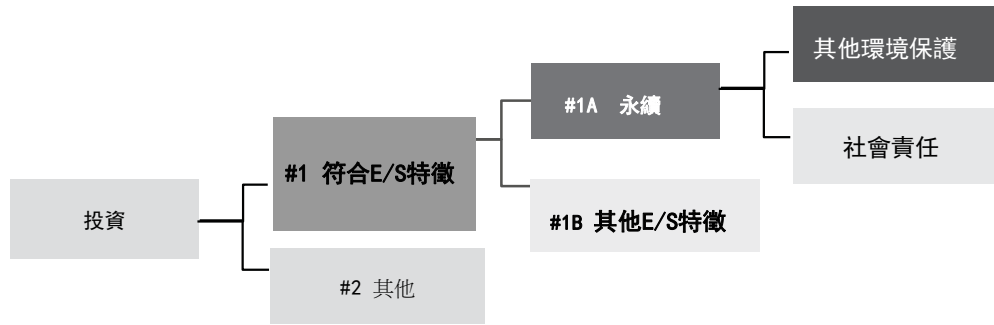 投資
#1 符合E/S特徵
#2 其他
#1A 永續
#1B 其他E/S特徵
其他環境保護
社會責任